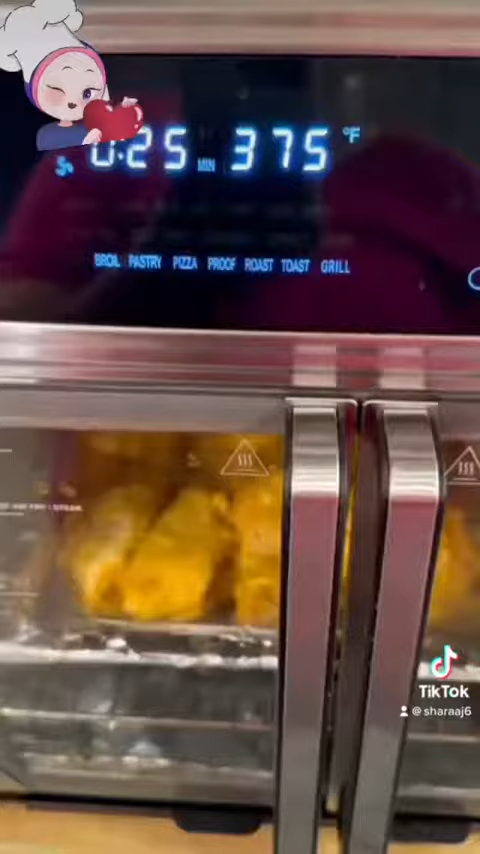 0:25 MIN 375 °F
BROIL PASTRY PIZZA PROOF ROAST TOAST GRILL
TikTok
@ sharaaj6